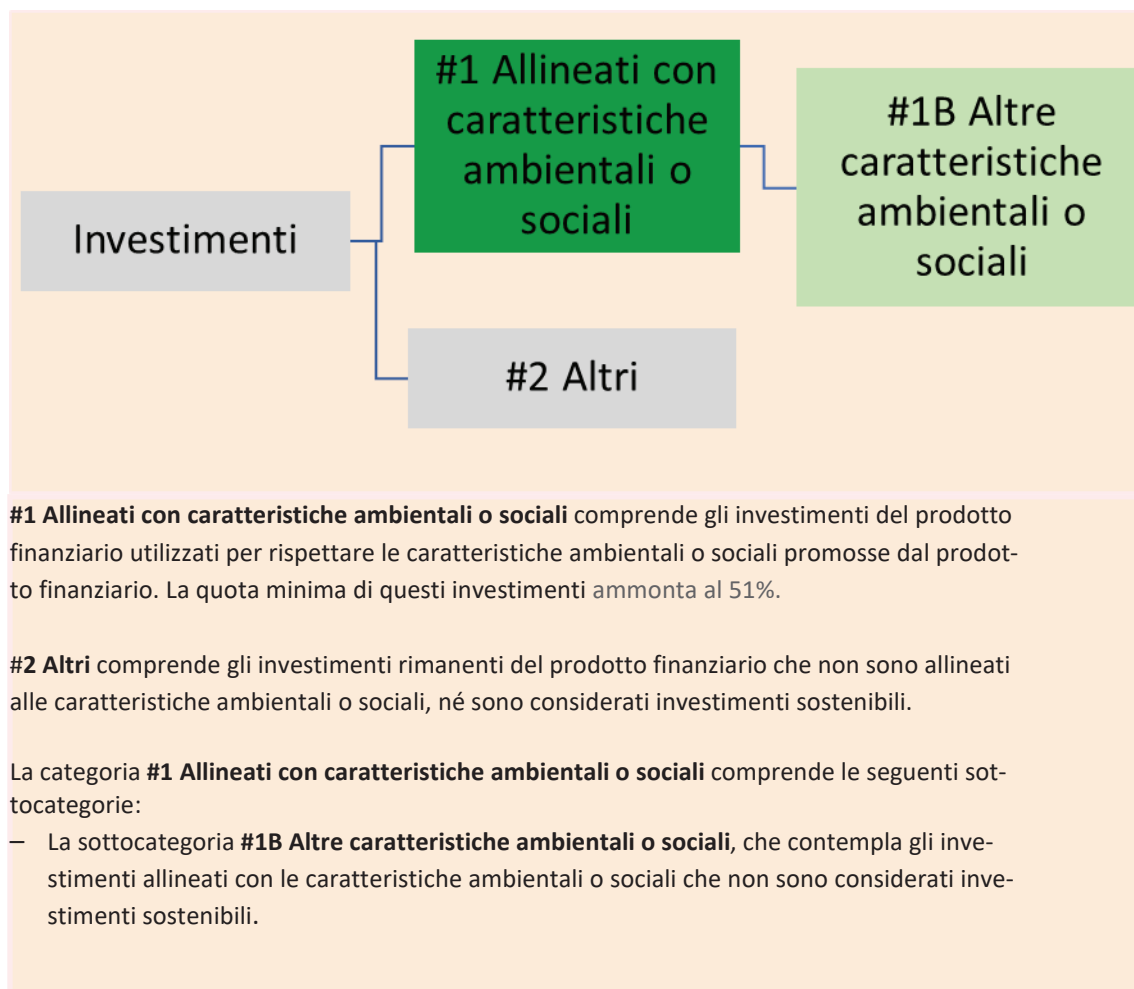 #1 Allineati con
caratteristiche
ambientali o
sociali
#1B Altre
caratteristiche
ambientali o
sociali
Investimenti
#2 Altri
#1 Allineati con caratteristiche ambientali o sociali comprende gli investimenti del prodotto
finanziario utilizzati per rispettare le caratteristiche ambientali o sociali promosse dal prodot-
to finanziario. La quota minima di questi investimenti ammonta al 51%.
#2 Altri comprende gli investimenti rimanenti del prodotto finanziario che non sono allineati
alle caratteristiche ambientali o sociali, né sono considerati investimenti sostenibili.
La categoria #1 Allineati con caratteristiche ambientali o sociali comprende le seguenti sot-
tocategorie:
– La sottocategoria #1B Altre caratteristiche ambientali o sociali, che contempla gli inve-
stimenti allineati con le caratteristiche ambientali o sociali che non sono considerati inve-
stimenti sostenibili.